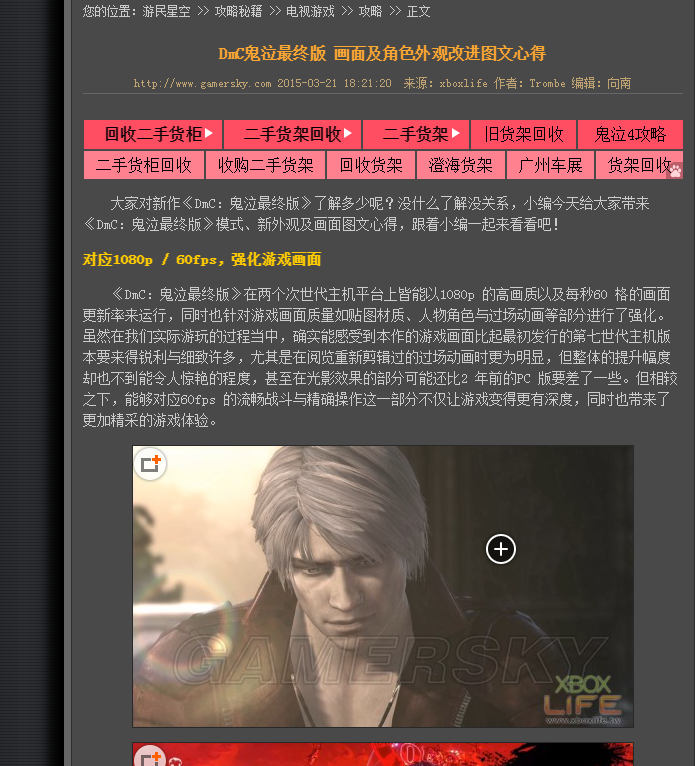 您的位置：游民星空 >> 攻略秘籍 >> 电视游戏 >> 攻略 >> 正文
DmC鬼泣最终版 画面及角色外观改进图文心得
http://www.gamersky.com 2015-03-21 18:21:20 来源：xboxlife 作者：Trombe 编辑：向南
回收二手货柜 二手货架回收 二手货架 旧货架回收 鬼泣4攻略
二手货柜回收 收购二手货架 回收货架 澄海货架 广州车展 货架回收
大家对新作《DmC：鬼泣最终版》了解多少呢？没什么了解没关系，小编今天给大家带来
《DmC：鬼泣最终版》模式、新外观及画面图文心得，跟着小编一起来看看吧！
对应1080p / 60fps，强化游戏画面
《DmC：鬼泣最终版》在两个次世代主机平台上皆能以1080p 的高画质以及每秒60 格的画面
更新率来运行，同时也针对游戏画面质量如贴图材质、人物角色与过场动画等部分进行了强化。
虽然在我们实际游玩的过程当中，确实能感受到本作的游戏画面比起最初发行的第七世代主机版
本要来得锐利与细致许多，尤其是在阅览重新剪辑过的过场动画时更为明显，但整体的提升幅度
却也不到能令人惊艳的程度，甚至在光影效果的部分可能还比2 年前的PC 版要差了一些。但相较
之下，能够对应60fps 的流畅战斗与精确操作这一部分不仅让游戏变得更有深度，同时也带来了
更加精采的游戏体验。
GAMERSKY
XBOX
LIFE
www.xboxlife.tw